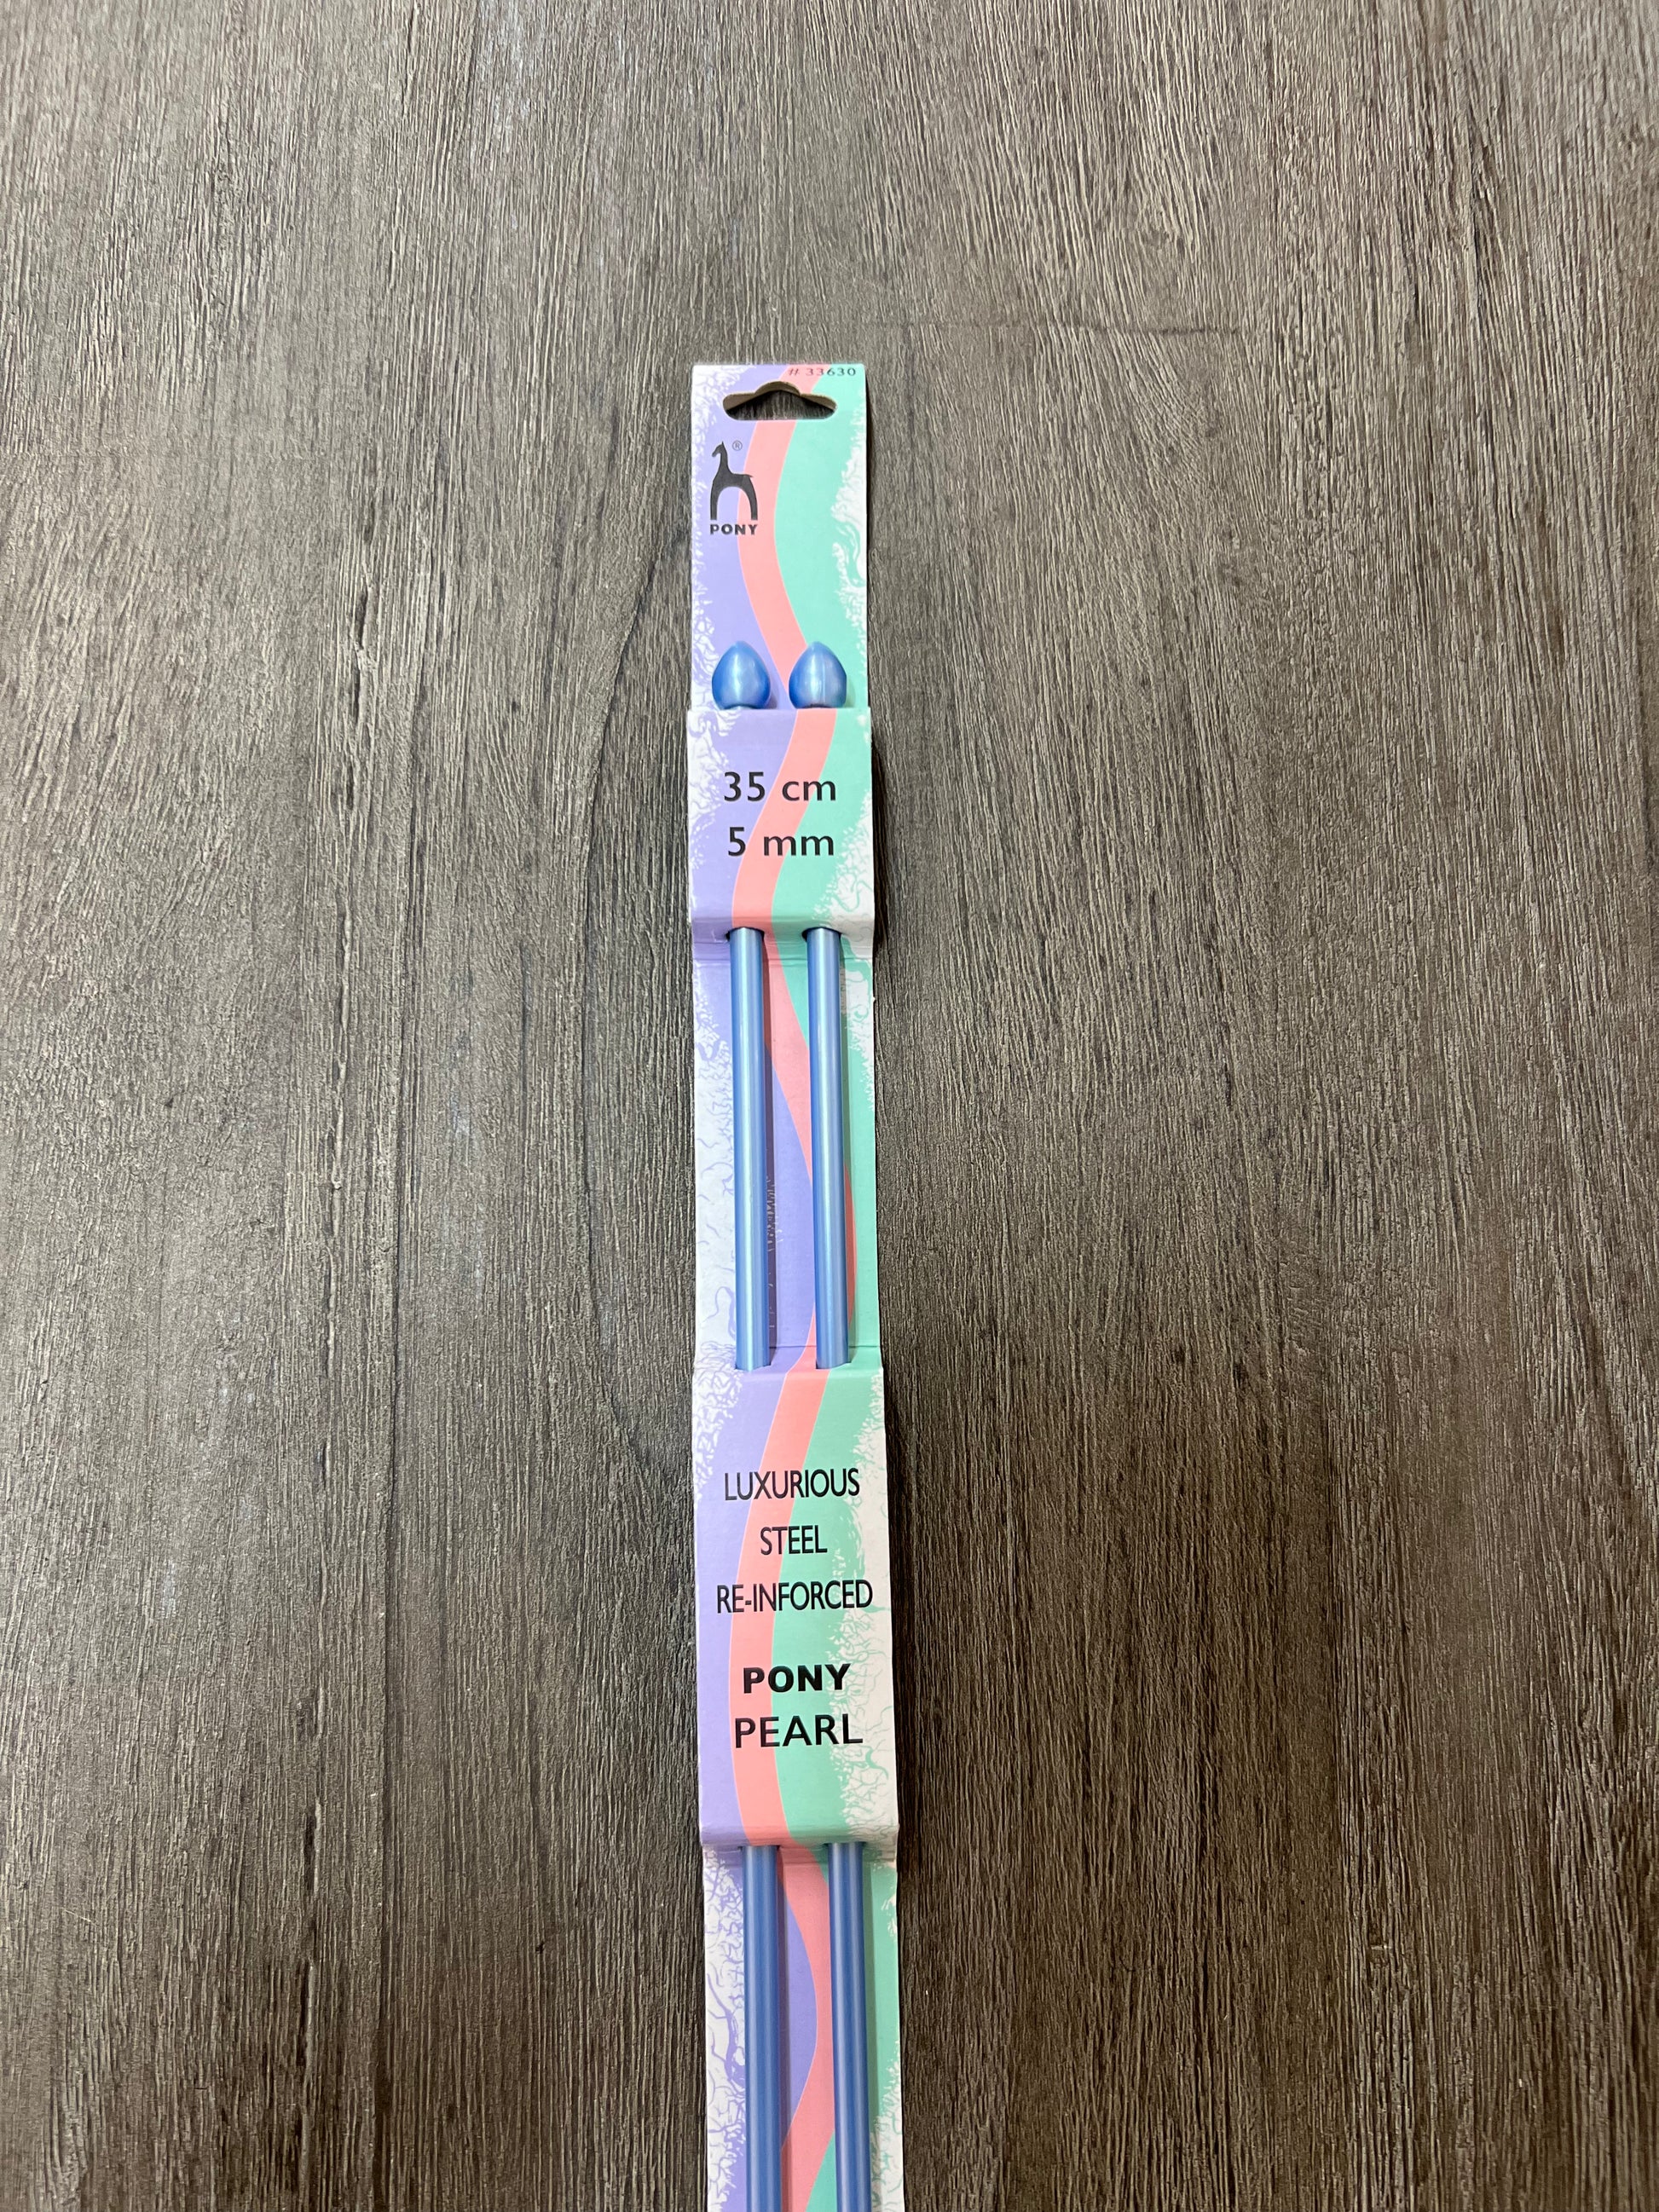 # 33630
®
PONY
35 cm
5 mm
LUXURIOUS
STEEL
RE-INFORCED
PONY
PEARL